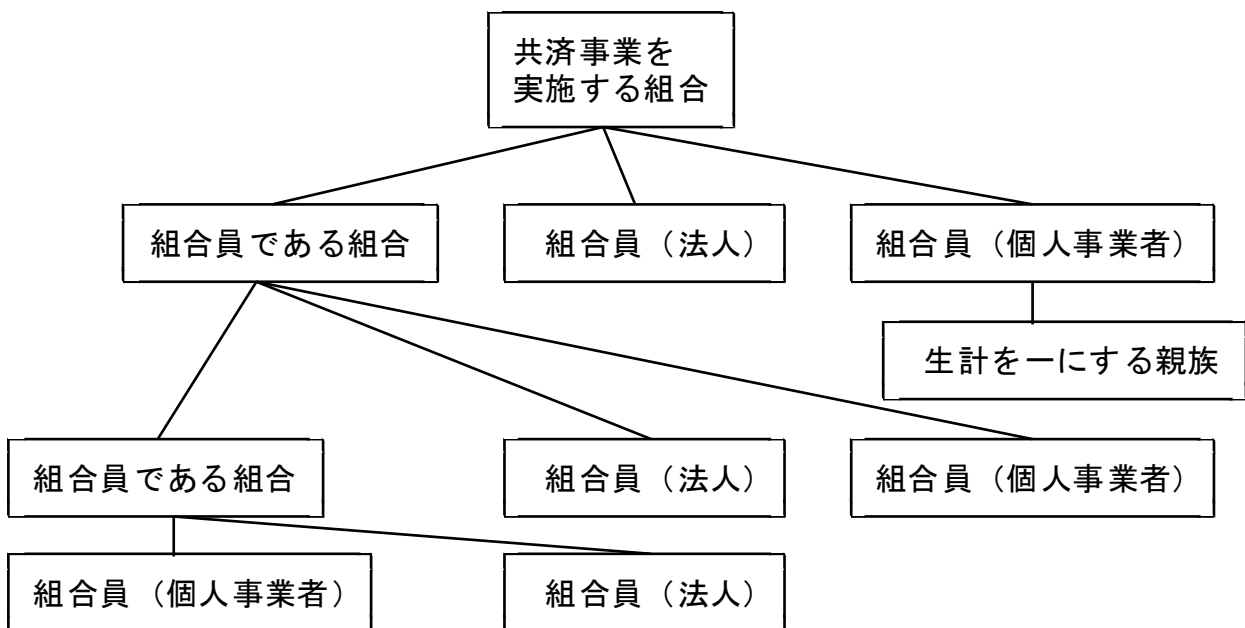 共済事業を
実施する組合
組合員である組合
組合員（法人）
組合員（個人事業者）
生計を一にする親族
組合員である組合
組合員（法人）
組合員（個人事業者）
組合員（個人事業者）
組合員（法人）